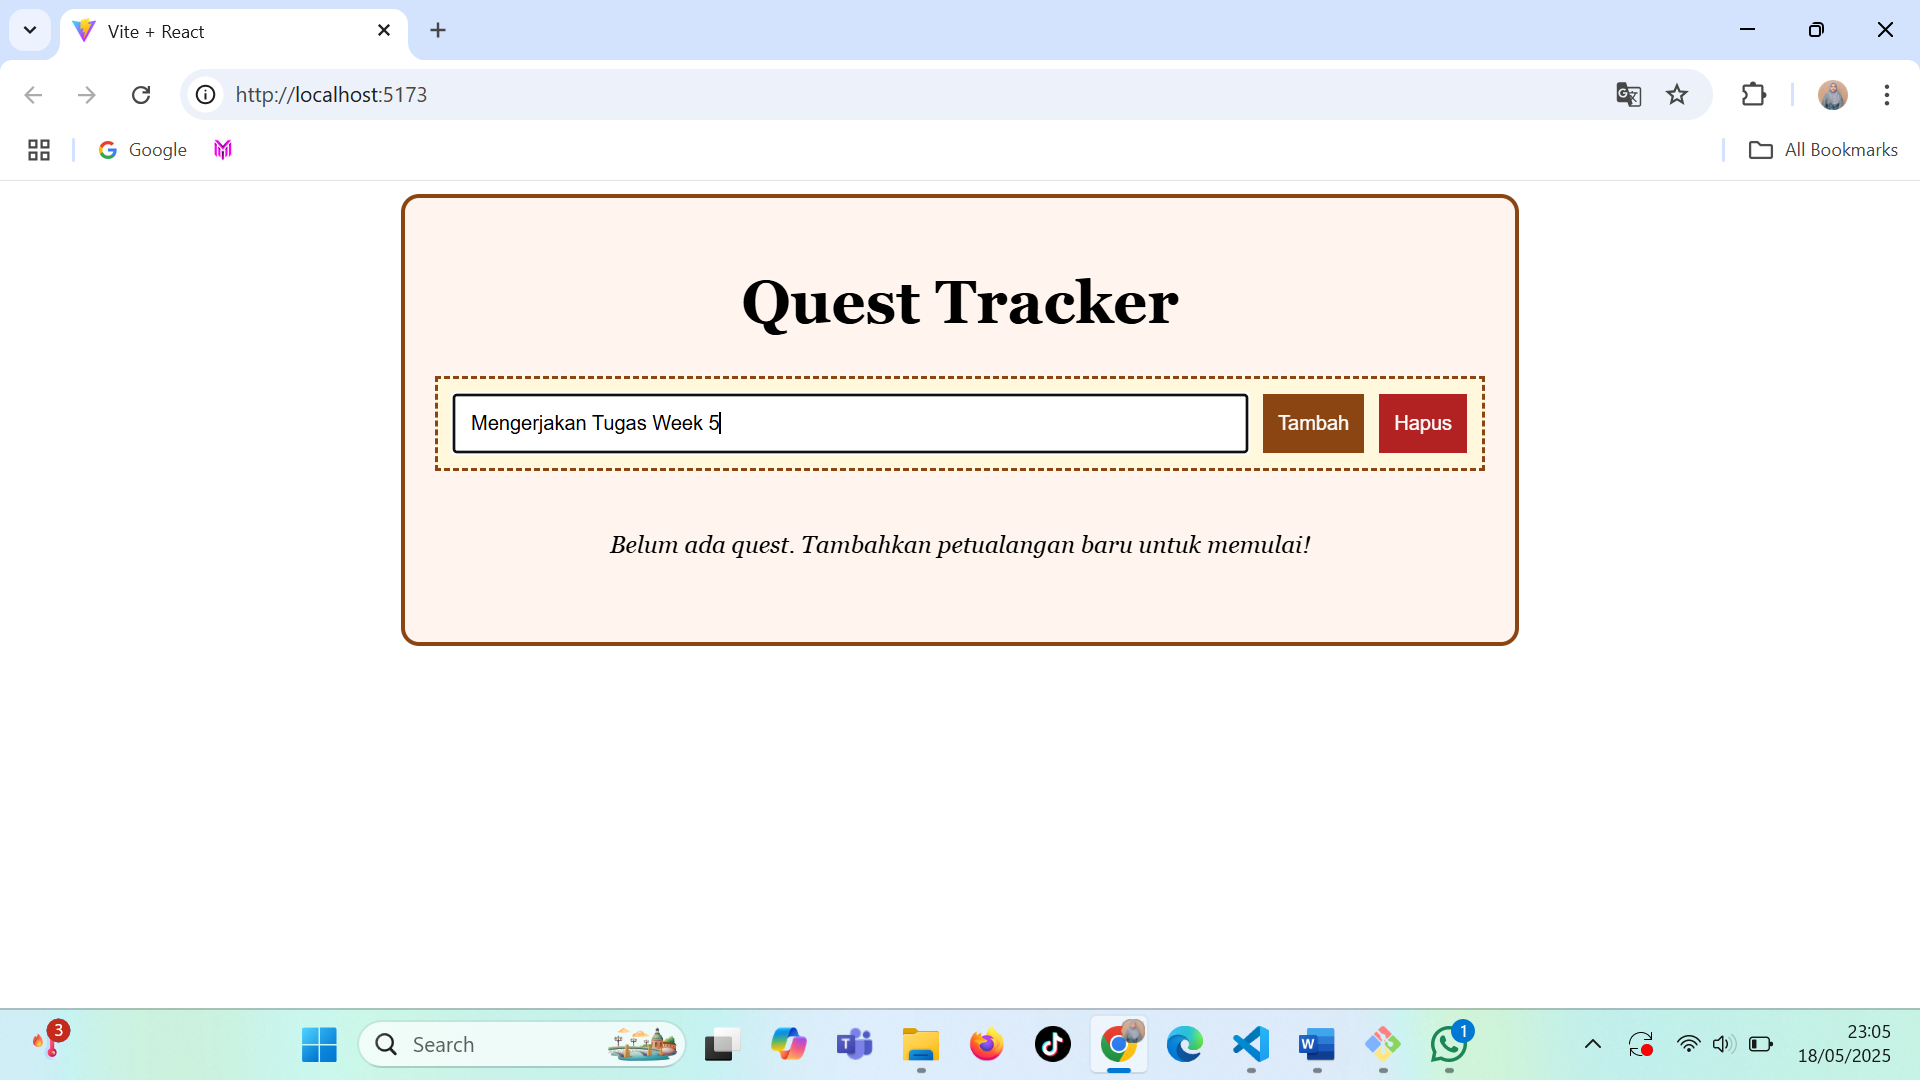 Vite + React
http://localhost:5173
Google
All Bookmarks
Quest Tracker
Mengerjakan Tugas Week 5
Tambah
Hapus
Belum ada quest. Tambahkan petualangan baru untuk memulai!
3
Search
1
23:05
18/05/2025